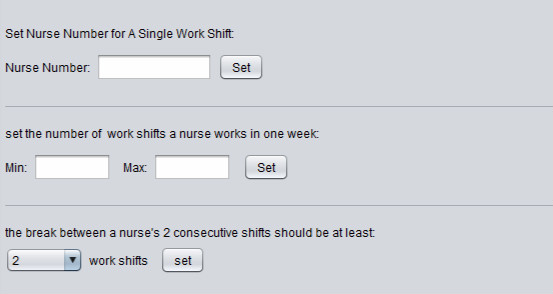 Set Nurse Number for A Single Work Shift:
Nurse Number: Set
set the number of work shifts a nurse works in one week:
Min: Max: Set
the break between a nurse's 2 consecutive shifts should be at least:
2 work shifts set